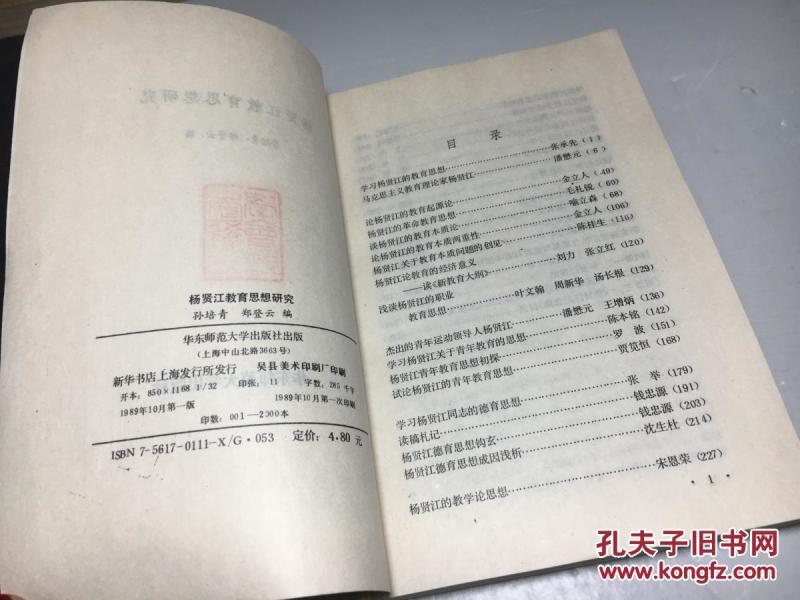 杨贤江教育思想研究
孙培青 郑登云 编
华东师范大学出版社出版
(上海中山北路3663号)
新华书店上海发行所发行 吴县美术印刷厂印刷
开本:850×1168 1/32 印张:11 字数:285千字
1989年10月第一版 1989年10月第一次印刷
印数:001—2000本
ISBN 7-5617-0111-X/G·053 定价:4.80元
目录
学习杨贤江的教育思想……张承先(1)
马克思主义教育理论家杨贤江……潘懋元(6)
论杨贤江的教育起源论……金立人(49)
杨贤江的革命教育思想……毛礼锐(60)
谈杨贤江的教育本质论……喻立森(68)
论杨贤江的教育本质两重性……金立人(106)
杨贤江关于教育本质问题的创见……陈桂生(110)
杨贤江论教育的经济意义
——读《新教育大纲》……刘力 张立红(120)
浅谈杨贤江的职业
教育思想……叶文翰 周新华 汤长根(129)
杰出的青年运动领导人杨贤江……潘懋元 王增炳(136)
学习杨贤江关于青年教育的思想……陈本铭(142)
杨贤江青年教育思想初探……罗波(151)
试论杨贤江的青年教育思想……贾筧恒(168)
学习杨贤江同志的德育思想……张举(179)
读稿札记……钱忠源(191)
杨贤江德育思想钩玄……钱忠源(203)
杨贤江德育思想成因浅析……沈生杜(214)
杨贤江的教学论思想……宋恩荣(227)
·1·
孔夫子旧书网
www.kongfz.com